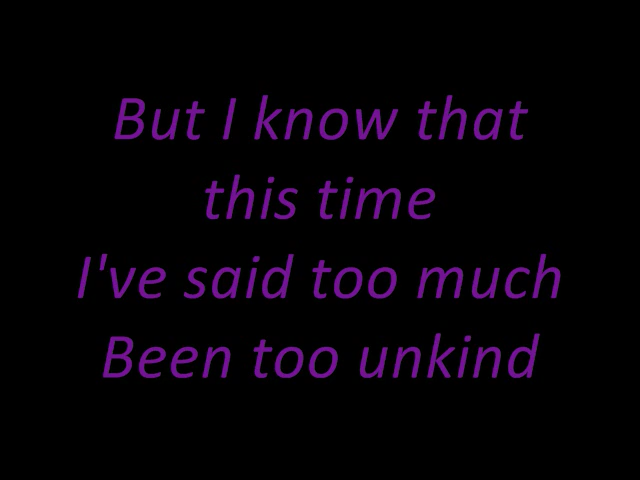 But I know that
this time
I've said too much
Been too unkind